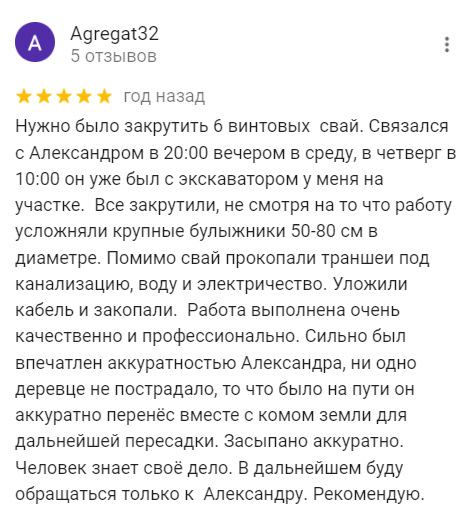 A
Agregat32
5 отзывов
год назад
Нужно было закрутить 6 винтовых  свай. Связался
с Александром в 20:00 вечером в среду, в четверг в
10:00 он уже был с экскаватором у меня на
участке.  Все закрутили, не смотря на то что работу
усложняли крупные булыжники 50-80 см в
диаметре. Помимо свай прокопали траншеи под
канализацию, воду и электричество. Уложили
кабель и закопали.  Работа выполнена очень
качественно и профессионально. Сильно был
впечатлен аккуратностью Александра, ни одно
деревце не пострадало, то что было на пути он
аккуратно перенёс вместе с комом земли для
дальнейшей пересадки. Засыпано аккуратно.
Человек знает своё дело. В дальнейшем буду
обращаться только к  Александру. Рекомендую.